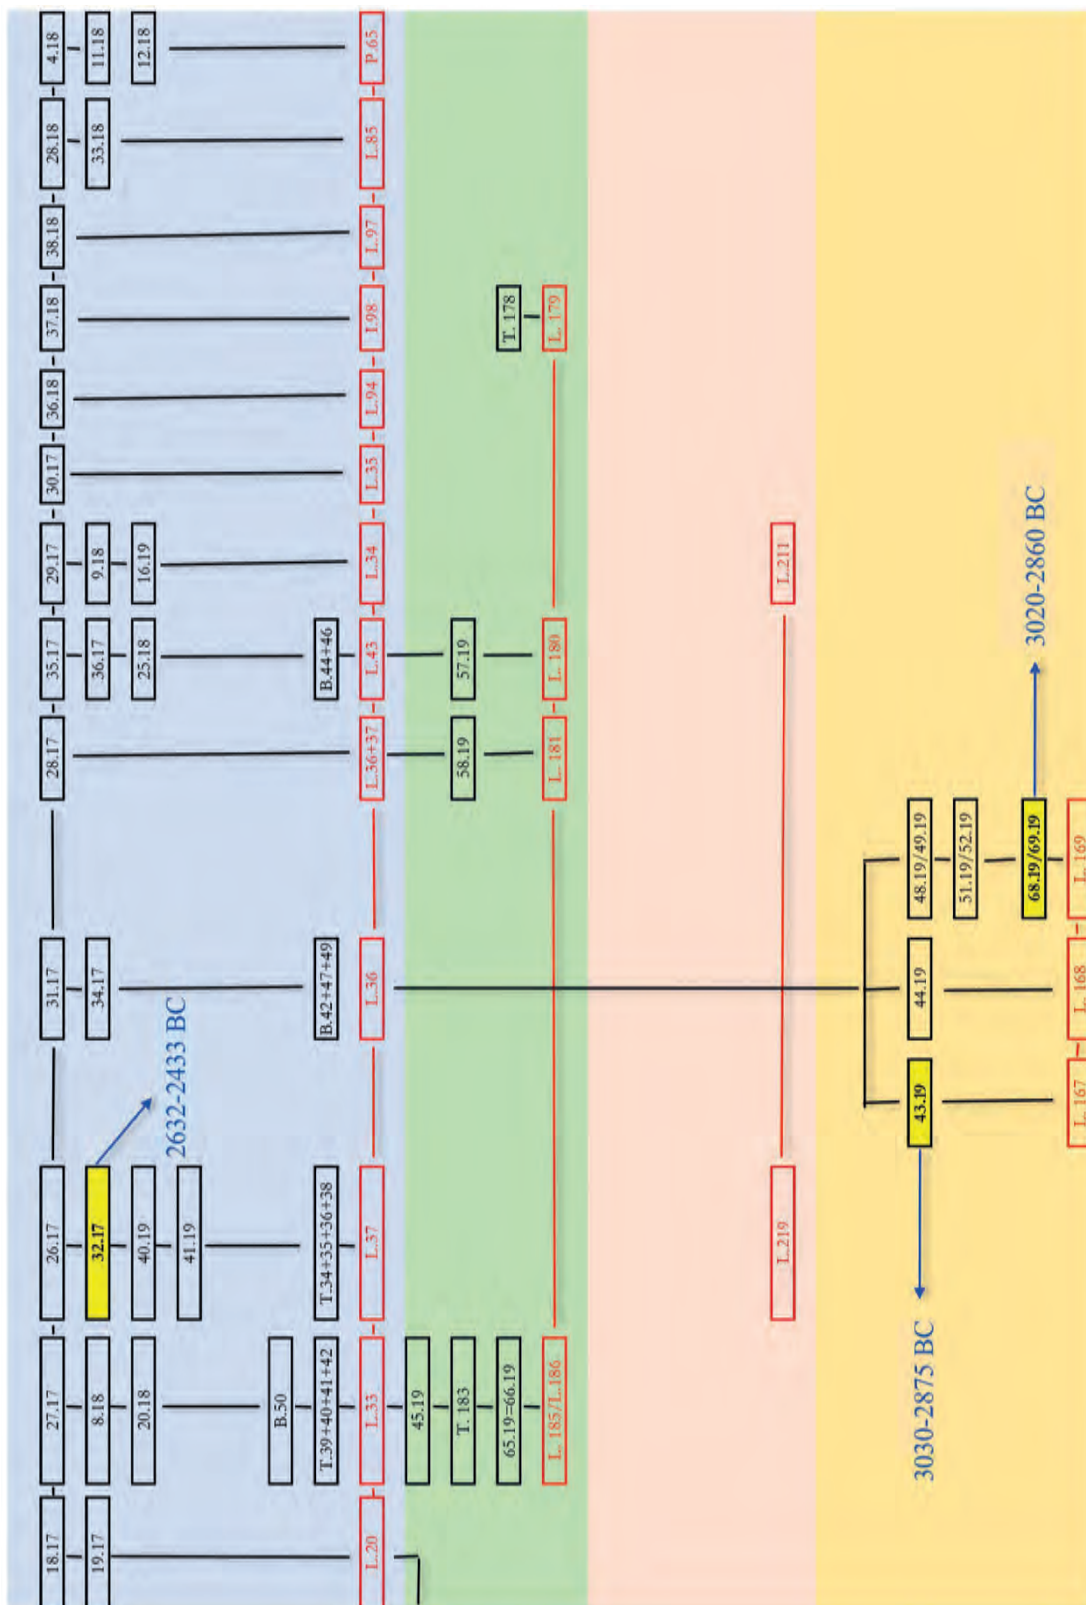 18.17 27.17 26.17 31.17 28.17 35.17 29.17 30.17 36.18 37.18 38.18 28.18 4.18
19.17 8.18 32.17 34.17 36.17 9.18 33.18 11.18
20.18 40.19 25.18 16.19 12.18
41.19 2632-2433 BC
B.50
T.39+40+41+42 T.34+35+36+38 B.42+47+49 B.44+46
L.20 L.33 L.37 L.36 L.36+37 L.43 L.34 L.35 L.94 L.98 L.97 L.85 P.65
45.19
T. 183 58.19 57.19
65.19=66.19 T. 178
L. 185/L.186 L. 181 L. 180 L. 179
L.219 L.211
3030-2875 BC 43.19 44.19 48.19/49.19
51.19/52.19
68.19/69.19 3020-2860 BC
L. 167 L. 168 L. 169